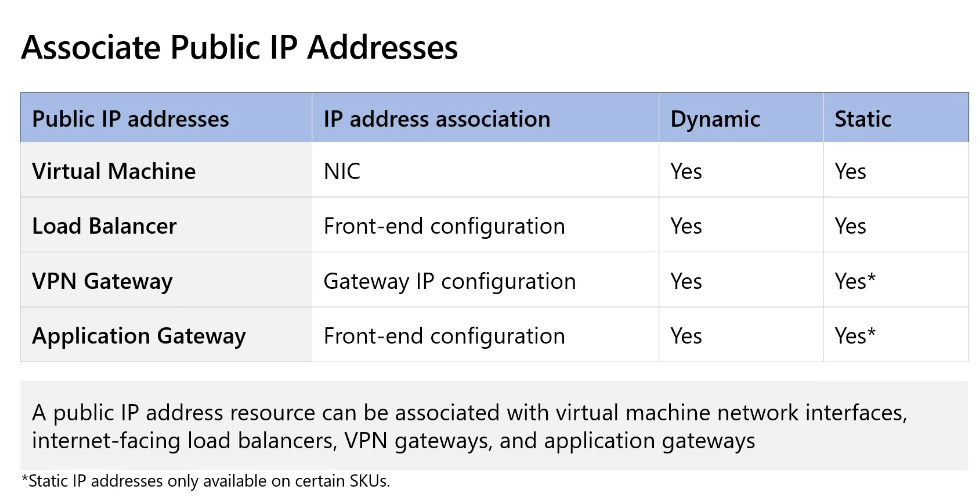 Associate Public IP Addresses
Public IP addresses IP address association Dynamic Static
Virtual Machine NIC Yes Yes
Load Balancer Front-end configuration Yes Yes
VPN Gateway Gateway IP configuration Yes Yes*
Application Gateway Front-end configuration Yes Yes*
A public IP address resource can be associated with virtual machine network interfaces,
internet-facing load balancers, VPN gateways, and application gateways
*Static IP addresses only available on certain SKUs.